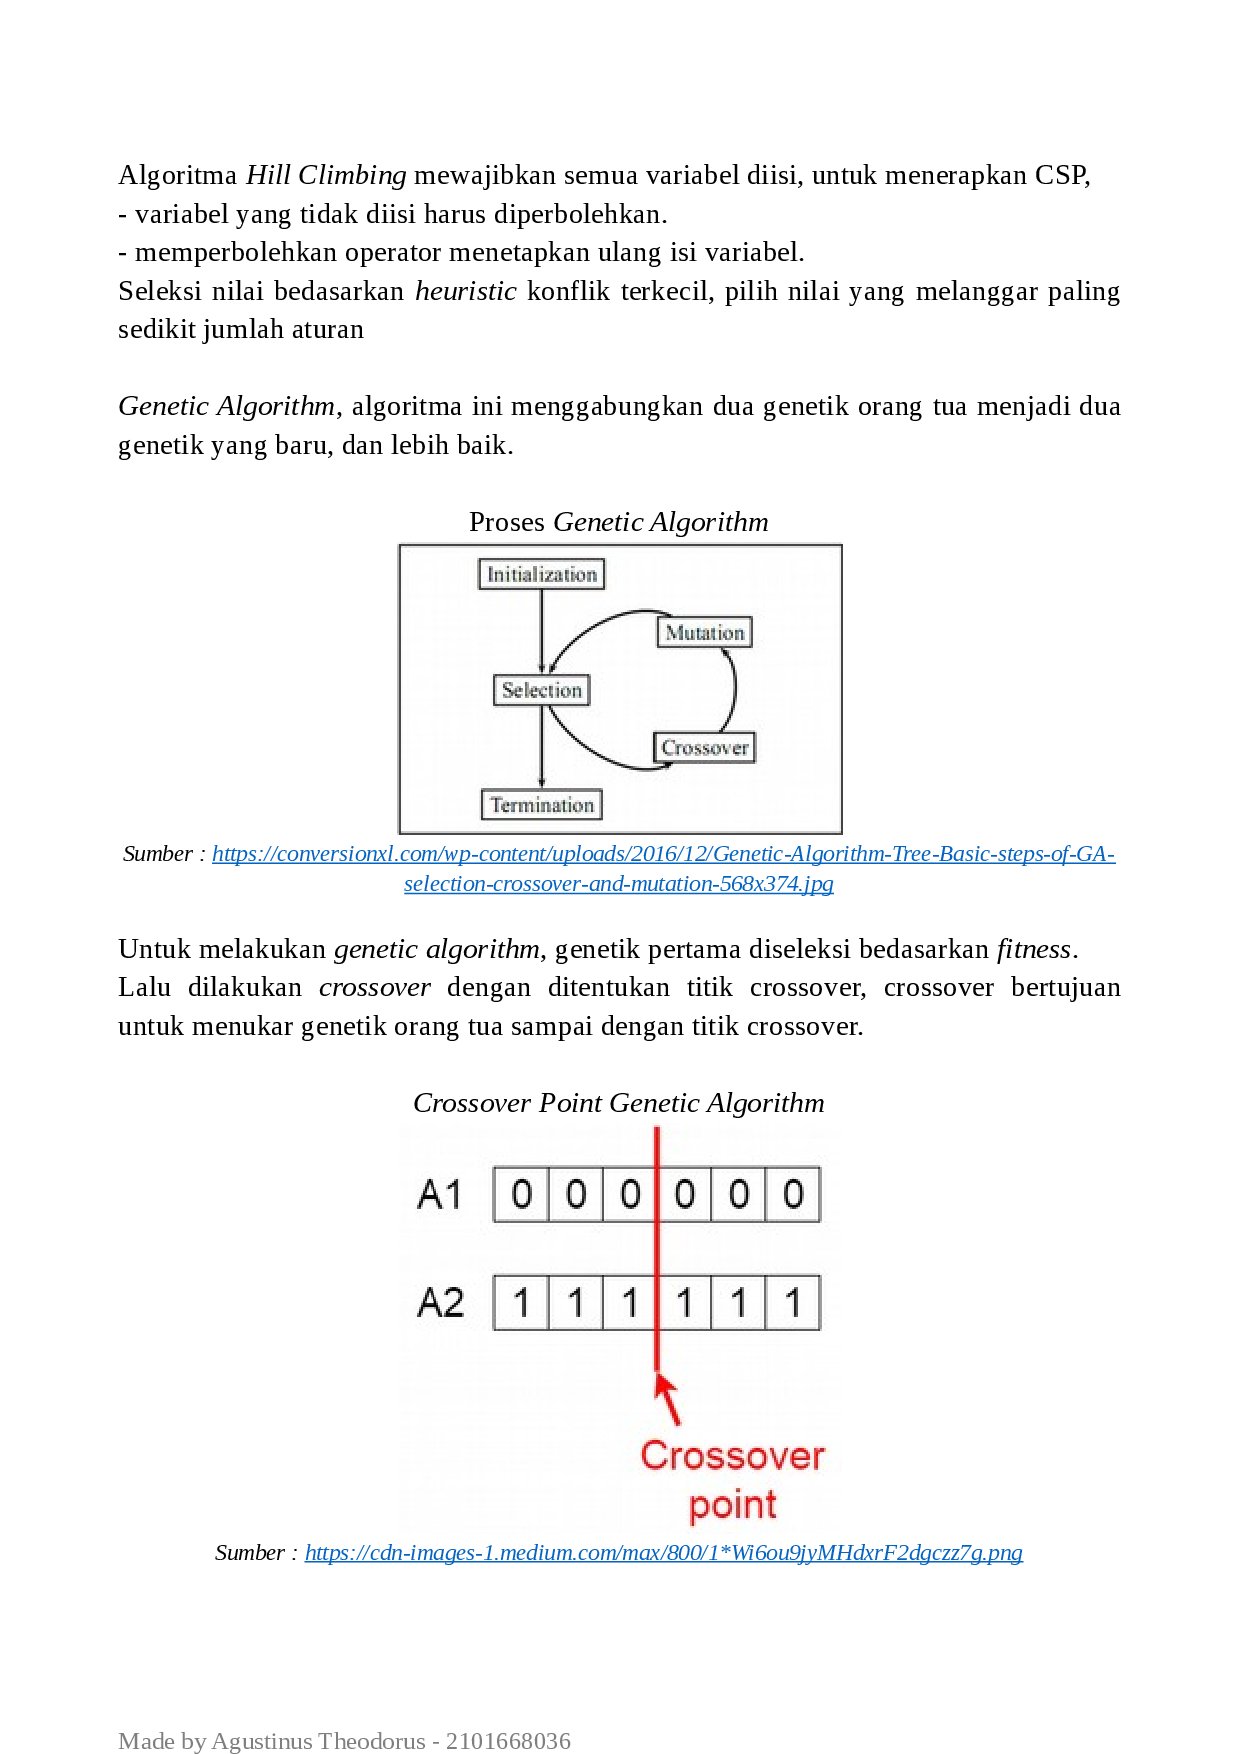 Algoritma Hill Climbing mewajibkan semua variabel diisi, untuk menerapkan CSP,
- variabel yang tidak diisi harus diperbolehkan.
- memperbolehkan operator menetapkan ulang isi variabel.
Seleksi nilai bedasarkan heuristic konflik terkecil, pilih nilai yang melanggar paling
sedikit jumlah aturan
Genetic Algorithm, algoritma ini menggabungkan dua genetik orang tua menjadi dua
genetik yang baru, dan lebih baik.
Proses Genetic Algorithm
Initialization
Mutation
Selection
Crossover
Termination
Sumber : https://conversionxl.com/wp-content/uploads/2016/12/Genetic-Algorithm-Tree-Basic-steps-of-GA-
selection-crossover-and-mutation-568x374.jpg
Untuk melakukan genetic algorithm, genetik pertama diseleksi bedasarkan fitness.
Lalu dilakukan crossover dengan ditentukan titik crossover, crossover bertujuan
untuk menukar genetik orang tua sampai dengan titik crossover.
Crossover Point Genetic Algorithm
A1 0 0 0 0 0 0
A2 1 1 1 1 1 1
Crossover
point
Sumber : https://cdn-images-1.medium.com/max/800/1*Wi6ou9jyMHdxrF2dgczz7g.png
Made by Agustinus Theodorus - 2101668036